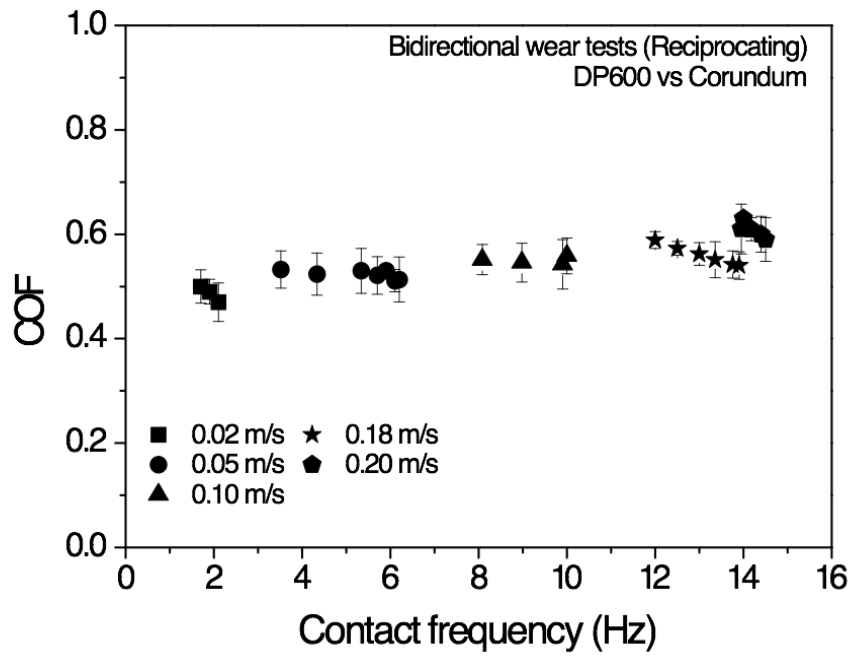 Bidirectional wear tests (Reciprocating)
DP600 vs Corundum
1.0
0.8
0.6
0.4
0.2
0.0
COF
0.02 m/s
0.18 m/s
0.05 m/s
0.20 m/s
0.10 m/s
0 2 4 6 8 10 12 14 16
Contact frequency (Hz)